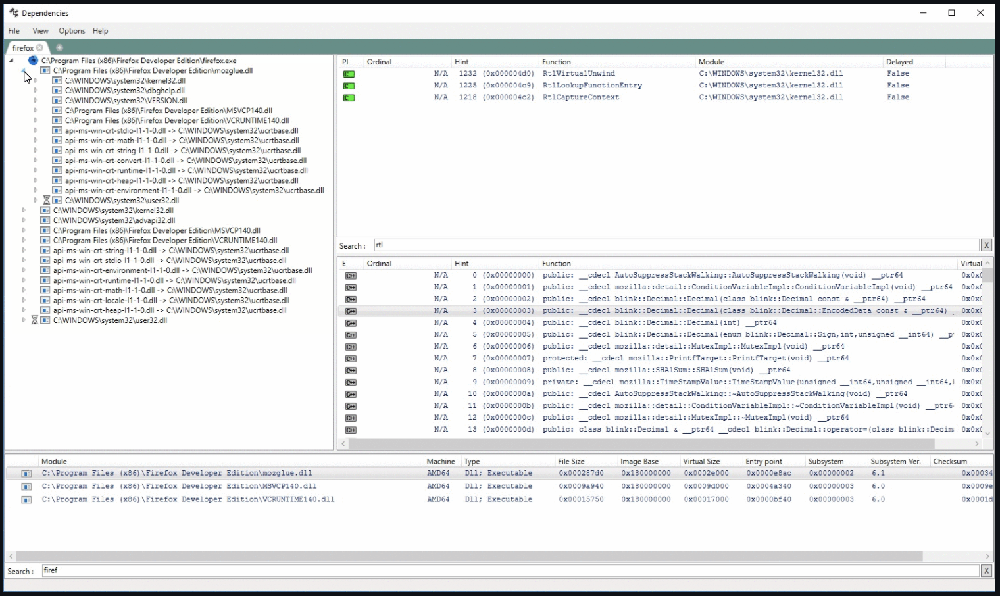 Dependencies
File View Options Help
firefox
C:\Program Files (x86)\Firefox Developer Edition\firefox.exe
C:\Program Files (x86)\Firefox Developer Edition\mozglue.dll
C:\WINDOWS\system32\kernel32.dll
C:\WINDOWS\system32\dbghelp.dll
C:\WINDOWS\system32\VERSION.dll
C:\Program Files (x86)\Firefox Developer Edition\MSVCP140.dll
C:\Program Files (x86)\Firefox Developer Edition\VCRUNTIME140.dll
api-ms-win-crt-stdio-l1-1-0.dll -> C:\WINDOWS\system32\ucrtbase.dll
api-ms-win-crt-math-l1-1-0.dll -> C:\WINDOWS\system32\ucrtbase.dll
api-ms-win-crt-string-l1-1-0.dll -> C:\WINDOWS\system32\ucrtbase.dll
api-ms-win-crt-convert-l1-1-0.dll -> C:\WINDOWS\system32\ucrtbase.dll
api-ms-win-crt-runtime-l1-1-0.dll -> C:\WINDOWS\system32\ucrtbase.dll
api-ms-win-crt-heap-l1-1-0.dll -> C:\WINDOWS\system32\ucrtbase.dll
api-ms-win-crt-environment-l1-1-0.dll -> C:\WINDOWS\system32\ucrtbase.dll
C:\WINDOWS\system32\user32.dll
C:\WINDOWS\system32\kernel32.dll
C:\WINDOWS\system32\advapi32.dll
C:\Program Files (x86)\Firefox Developer Edition\MSVCP140.dll
C:\Program Files (x86)\Firefox Developer Edition\VCRUNTIME140.dll
api-ms-win-crt-string-l1-1-0.dll -> C:\WINDOWS\system32\ucrtbase.dll
api-ms-win-crt-stdio-l1-1-0.dll -> C:\WINDOWS\system32\ucrtbase.dll
api-ms-win-crt-environment-l1-1-0.dll -> C:\WINDOWS\system32\ucrtbase.dll
api-ms-win-crt-runtime-l1-1-0.dll -> C:\WINDOWS\system32\ucrtbase.dll
api-ms-win-crt-math-l1-1-0.dll -> C:\WINDOWS\system32\ucrtbase.dll
api-ms-win-crt-locale-l1-1-0.dll -> C:\WINDOWS\system32\ucrtbase.dll
api-ms-win-crt-heap-l1-1-0.dll -> C:\WINDOWS\system32\ucrtbase.dll
C:\WINDOWS\system32\user32.dll
PI Ordinal Hint Function Module Delayed
C N/A 1232 (0x000004d0) RtlVirtualUnwind C:\WINDOWS\system32\kernel32.dll False
C N/A 1225 (0x000004c9) RtlLookupFunctionEntry C:\WINDOWS\system32\kernel32.dll False
C N/A 1218 (0x000004c2) RtlCaptureContext C:\WINDOWS\system32\kernel32.dll False
Search : rtl X
E Ordinal Hint Function Virtual
C++ N/A 0 (0x00000000) public: __cdecl AutoSuppressStackWalking::AutoSuppressStackWalking(void) __ptr64 0x0x0
C++ N/A 1 (0x00000001) public: __cdecl mozilla::detail::ConditionVariableImpl::ConditionVariableImpl(void) __ptr64 0x0x0
C++ N/A 2 (0x00000002) public: __cdecl blink::Decimal::Decimal(class blink::Decimal const & __ptr64) __ptr64 0x0x0
C++ N/A 3 (0x00000003) public: __cdecl blink::Decimal::Decimal(class blink::Decimal::EncodedData const & __ptr64) _ 0x0x0
C++ N/A 4 (0x00000004) public: __cdecl blink::Decimal::Decimal(int) __ptr64 0x0x0
C++ N/A 5 (0x00000005) public: __cdecl blink::Decimal::Decimal(enum blink::Decimal::Sign,int,unsigned __int64) __p 0x0x0
C++ N/A 6 (0x00000006) public: __cdecl mozilla::detail::MutexImpl::MutexImpl(void) __ptr64 0x0x0
C++ N/A 7 (0x00000007) protected: __cdecl mozilla::PrintfTarget::PrintfTarget(void) __ptr64 0x0x0
C++ N/A 8 (0x00000008) public: __cdecl mozilla::SHA1Sum::SHA1Sum(void) __ptr64 0x0x0
C++ N/A 9 (0x00000009) private: __cdecl mozilla::TimeStampValue::TimeStampValue(unsigned __int64,unsigned __int64, 0x0x0
C++ N/A 10 (0x0000000a) public: __cdecl AutoSuppressStackWalking::~AutoSuppressStackWalking(void) __ptr64 0x0x0
C++ N/A 11 (0x0000000b) public: __cdecl mozilla::detail::ConditionVariableImpl::~ConditionVariableImpl(void) __ptr6 0x0x0
C++ N/A 12 (0x0000000c) public: __cdecl mozilla::detail::MutexImpl::~MutexImpl(void) __ptr64 0x0x0
C++ N/A 13 (0x0000000d) public: class blink::Decimal & __ptr64 __cdecl blink::Decimal::operator=(class blink::Decim 0x0x0
Module Machine Type File Size Image Base Virtual Size Entry point Subsystem Subsystem Ver. Checksum
C:\Program Files (x86)\Firefox Developer Edition\mozglue.dll AMD64 Dll; Executable 0x000287d0 0x180000000 0x0002e000 0x0000e8ac 0x00000002 6.1 0x00034
C:\Program Files (x86)\Firefox Developer Edition\MSVCP140.dll AMD64 Dll; Executable 0x0009a940 0x180000000 0x0009d000 0x0004a340 0x00000003 6.0 0x0009e
C:\Program Files (x86)\Firefox Developer Edition\VCRUNTIME140.dll AMD64 Dll; Executable 0x00015750 0x180000000 0x00017000 0x0000bf40 0x00000003 6.0 0x0001d
Search : firef X